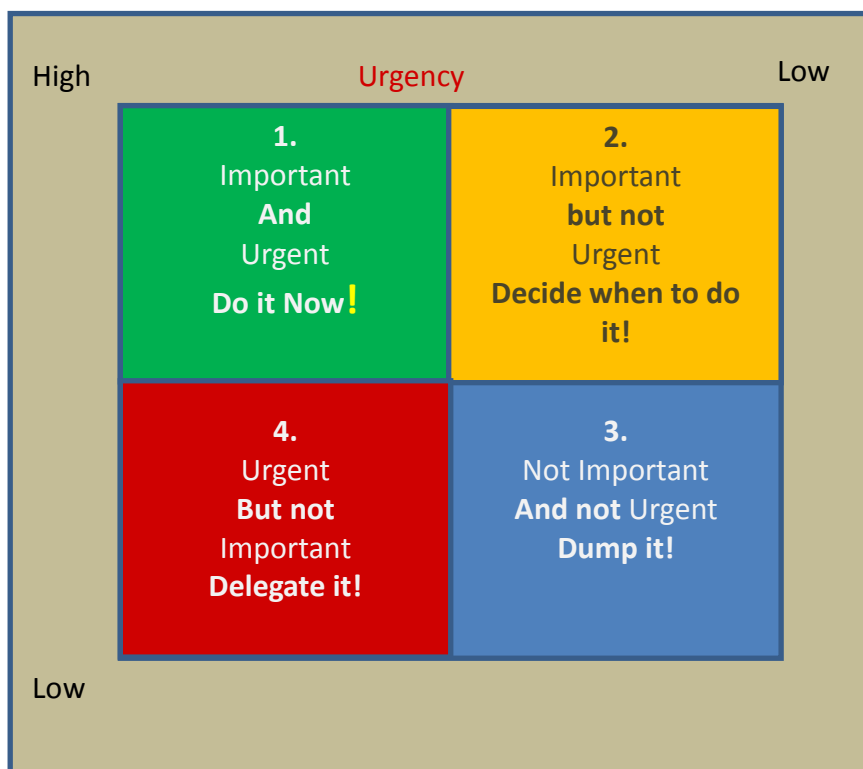 High Urgency Low
1.
Important
And
Urgent
Do it Now!
2.
Important
but not
Urgent
Decide when to do
it!
4.
Urgent
But not
Important
Delegate it!
3.
Not Important
And not Urgent
Dump it!
Low